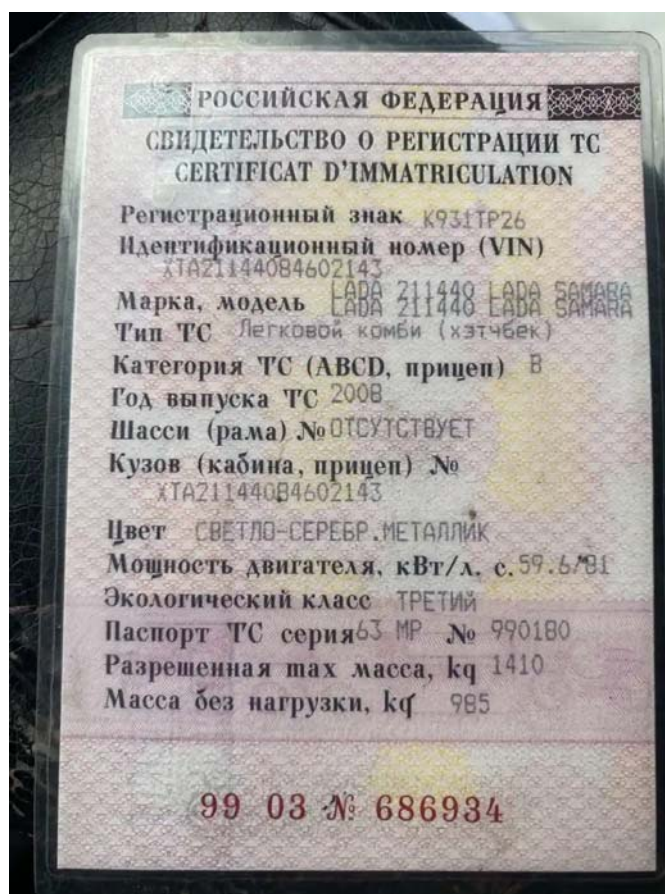 РОССИЙСКАЯ ФЕДЕРАЦИЯ
СВИДЕТЕЛЬСТВО О РЕГИСТРАЦИИ ТС
CERTIFICAT D'IMMATRICULATION
Регистрационный знак К931ТР26
Идентификационный номер (VIN)
XTA21144084602143
Марка, модель LADA 211440 LADA SAMARA
LADA 211440 LADA SAMARA
Тип ТС Легковой комби (хэтчбек)
Категория ТС (ABCD, прицеп) B
Год выпуска ТС 2008
Шасси (рама) № ОТСУТСТВУЕТ
Кузов (кабина, прицеп) №
XTA21144084602143
Цвет СВЕТЛО-СЕРЕБР.МЕТАЛЛИК
Мощность двигателя, кВт/л. с. 59.6/81
Экологический класс ТРЕТИЙ
Паспорт ТС серия 63 МР № 990180
Разрешенная max масса, kg 1410
Масса без нагрузки, kg 985
99 03 № 686934